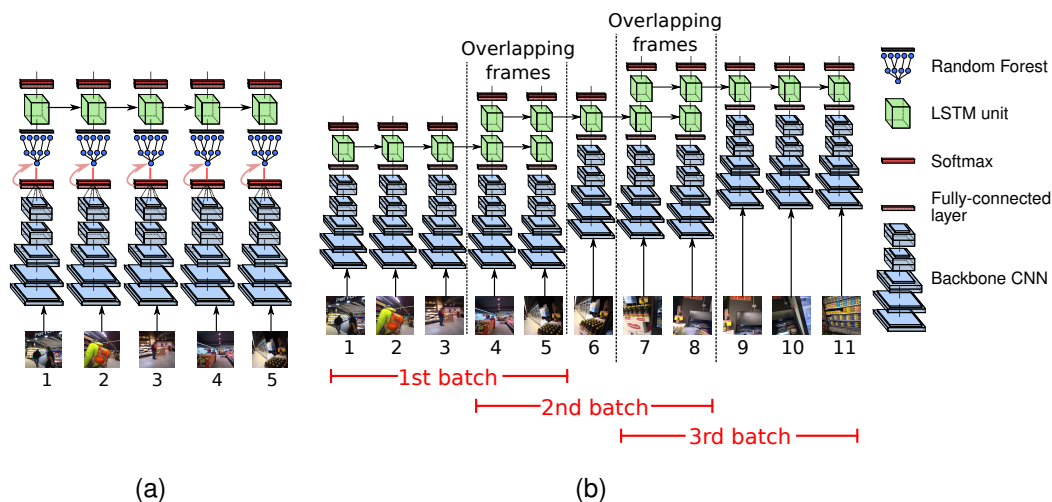 Overlapping
frames
Overlapping
frames
Random Forest
LSTM unit
Softmax
Fully-connected
layer
Backbone CNN
1 2 3 4 5
1 2 3 4 5 6 7 8 9 10 11
1st batch
2nd batch
3rd batch
(a)
(b)